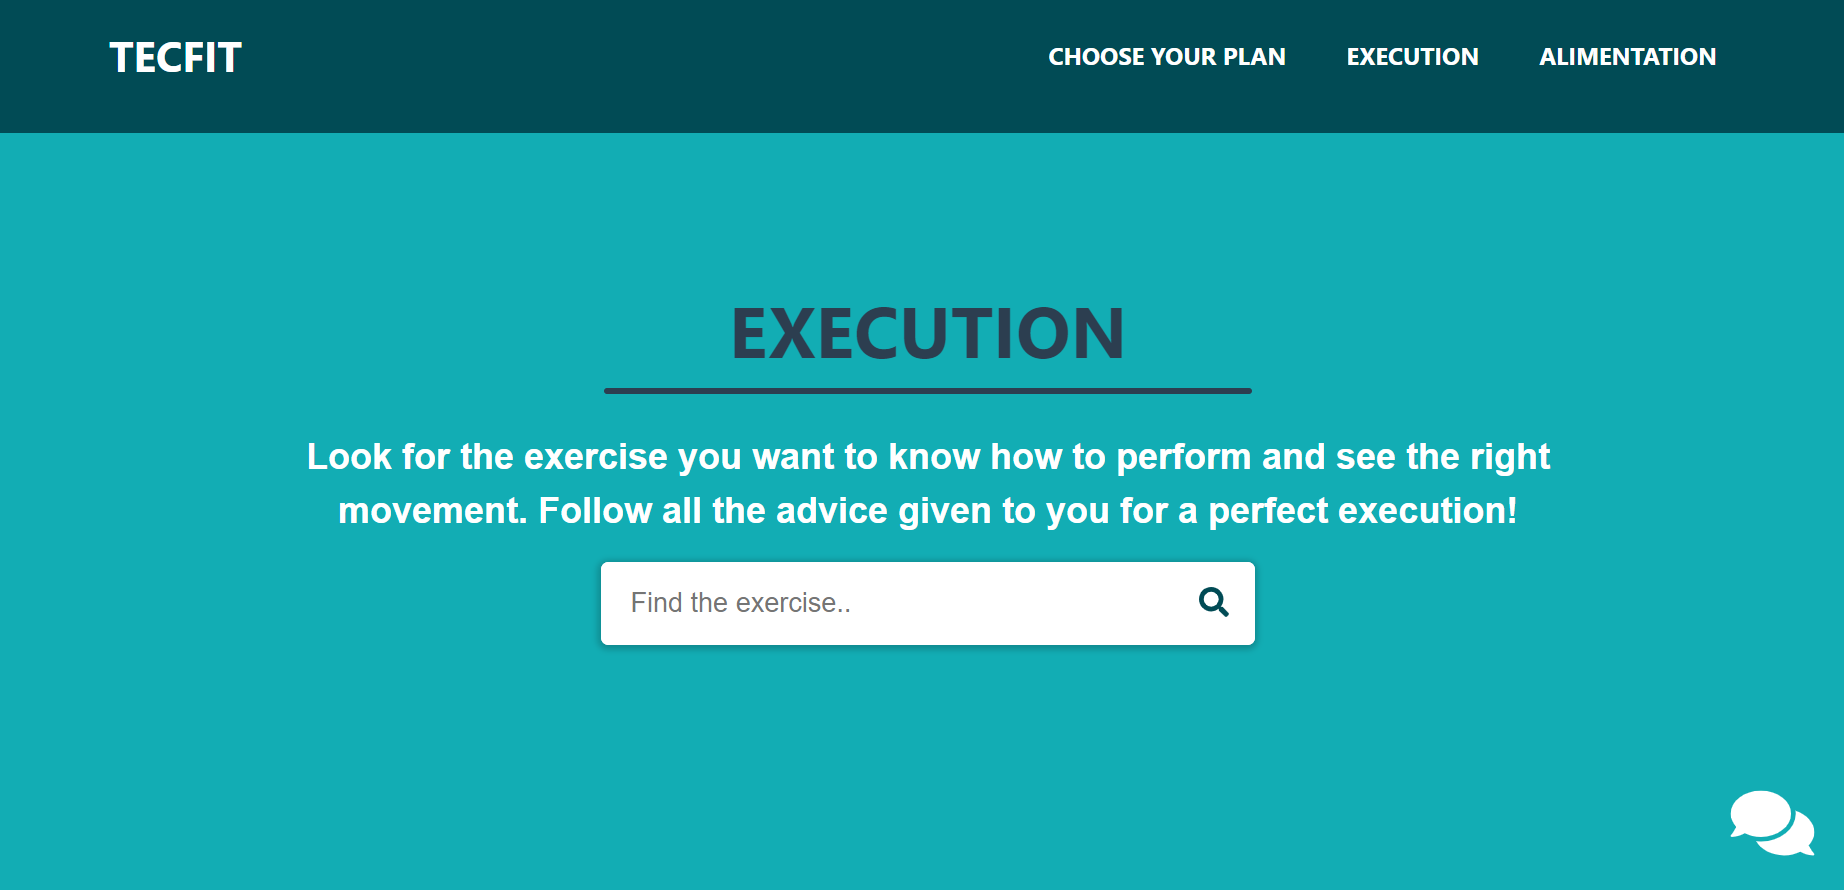 TECFIT
CHOOSE YOUR PLAN
EXECUTION
ALIMENTATION
EXECUTION
Look for the exercise you want to know how to perform and see the right
movement. Follow all the advice given to you for a perfect execution!
Find the exercise..